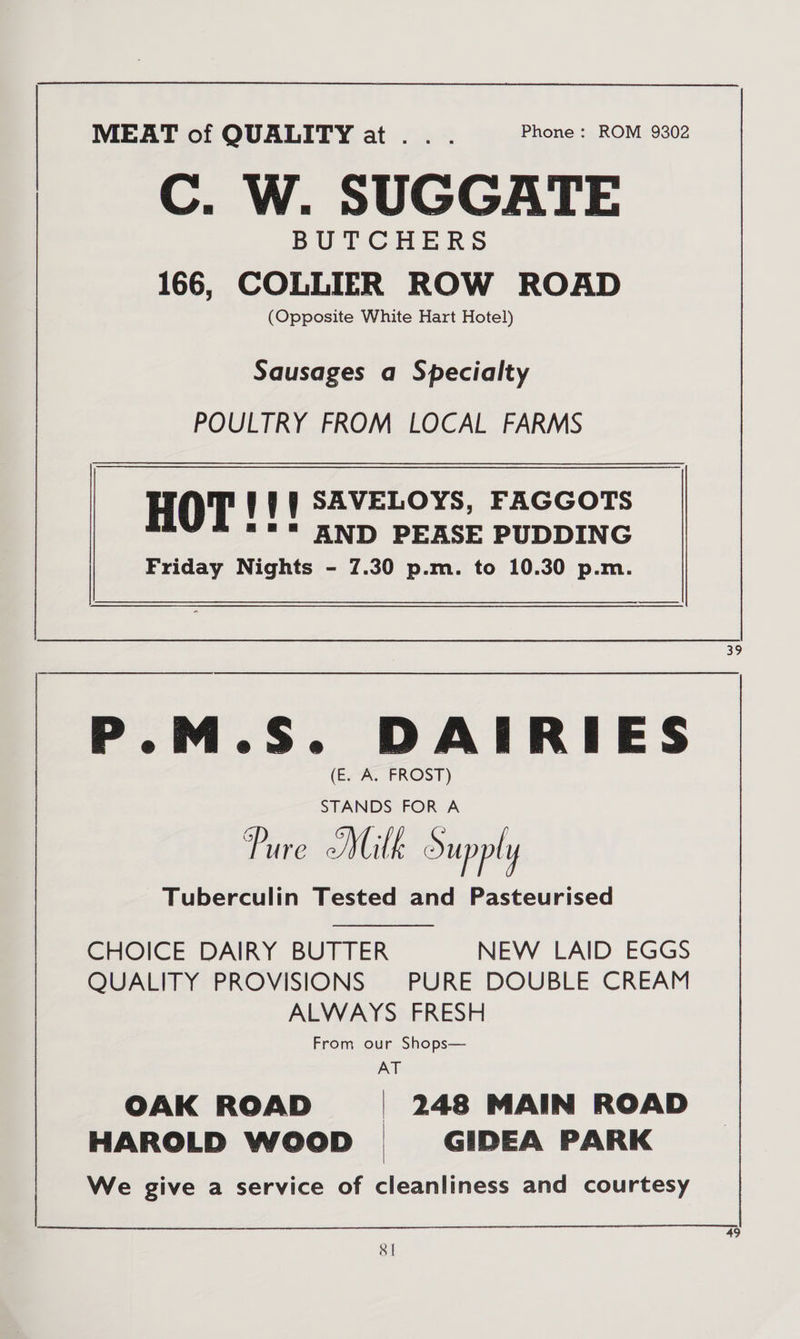 MEAT of QUALITY at . . . Phone : ROM 9302
C. W. SUGGATE
BUTCHERS
166, COLLIER ROW ROAD
(Opposite White Hart Hotel)
Sausages a Specialty
POULTRY FROM LOCAL FARMS
HOT ! ! ! SAVELOYS, FAGGOTS
AND PEASE PUDDING
Friday Nights - 7.30 p.m. to 10.30 p.m.
39
P.M.S. DAIRIES
(E. A. FROST)
STANDS FOR A
Pure Milk Supply
Tuberculin Tested and Pasteurised
CHOICE DAIRY BUTTER NEW LAID EGGS
QUALITY PROVISIONS PURE DOUBLE CREAM
ALWAYS FRESH
From our Shops—
AT
OAK ROAD | 248 MAIN ROAD
HAROLD WOOD | GIDEA PARK
We give a service of cleanliness and courtesy
49
81